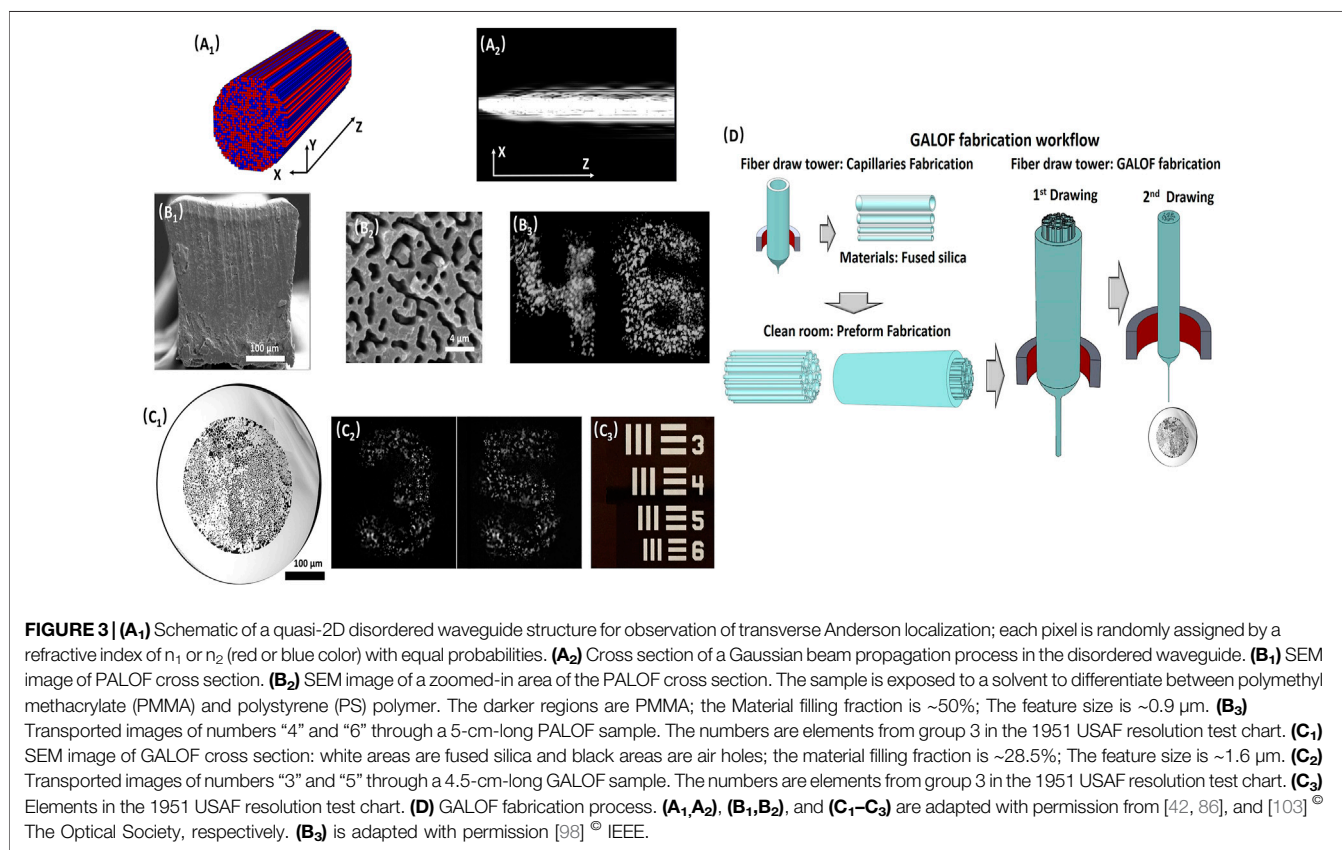 (A₁)
Y
X
Z
(A₂)
X
Z
(B₁)
100 µm
(B₂)
4 µm
(B₃)
4 6
(C₁)
100 µm
(C₂)
3 5
(C₃)
3
4
5
6
(D)
GALOF fabrication workflow
Fiber draw tower: Capillaries Fabrication
Materials: Fused silica
Clean room: Preform Fabrication
Fiber draw tower: GALOF fabrication
1st Drawing
2nd Drawing
FIGURE 3 | (A₁) Schematic of a quasi-2D disordered waveguide structure for observation of transverse Anderson localization; each pixel is randomly assigned by a
refractive index of n₁ or n₂ (red or blue color) with equal probabilities. (A₂) Cross section of a Gaussian beam propagation process in the disordered waveguide. (B₁) SEM
image of PALOF cross section. (B₂) SEM image of a zoomed-in area of the PALOF cross section. The sample is exposed to a solvent to differentiate between polymethyl
methacrylate (PMMA) and polystyrene (PS) polymer. The darker regions are PMMA; the Material filling fraction is ~50%; The feature size is ~0.9 µm. (B₃)
Transported images of numbers “4” and “6” through a 5-cm-long PALOF sample. The numbers are elements from group 3 in the 1951 USAF resolution test chart. (C₁)
SEM image of GALOF cross section: white areas are fused silica and black areas are air holes; the material filling fraction is ~28.5%; The feature size is ~1.6 µm. (C₂)
Transported images of numbers “3” and “5” through a 4.5-cm-long GALOF sample. The numbers are elements from group 3 in the 1951 USAF resolution test chart. (C₃)
Elements in the 1951 USAF resolution test chart. (D) GALOF fabrication process. (A₁,A₂), (B₁,B₂), and (C₁–C₃) are adapted with permission from [42, 86], and [103] ©
The Optical Society, respectively. (B₃) is adapted with permission [98] © IEEE.